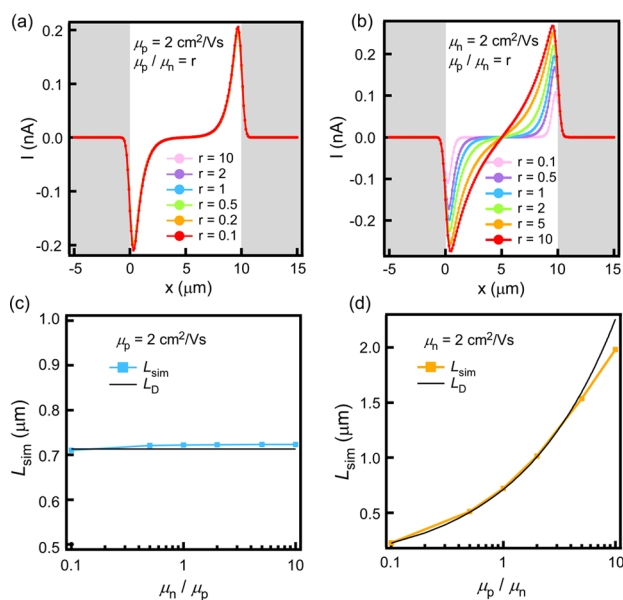 (a)
0.2
0.1
0.0
-0.1
-0.2
I (nA)
μp = 2 cm²/Vs
μp / μn = r
r = 10
r = 2
r = 1
r = 0.5
r = 0.2
r = 0.1
-5
0
5
10
15
x (μm)
(b)
0.2
0.1
0.0
-0.1
-0.2
I (nA)
μn = 2 cm²/Vs
μp / μn = r
r = 0.1
r = 0.5
r = 1
r = 2
r = 5
r = 10
-5
0
5
10
15
x (μm)
(c)
1.0
0.9
0.8
0.7
0.6
0.5
Lsim (μm)
μp = 2 cm²/Vs
Lsim
LD
0.1
1
10
μn / μp
(d)
2.0
1.5
1.0
0.5
Lsim (μm)
μn = 2 cm²/Vs
Lsim
LD
0.1
1
10
μp / μn